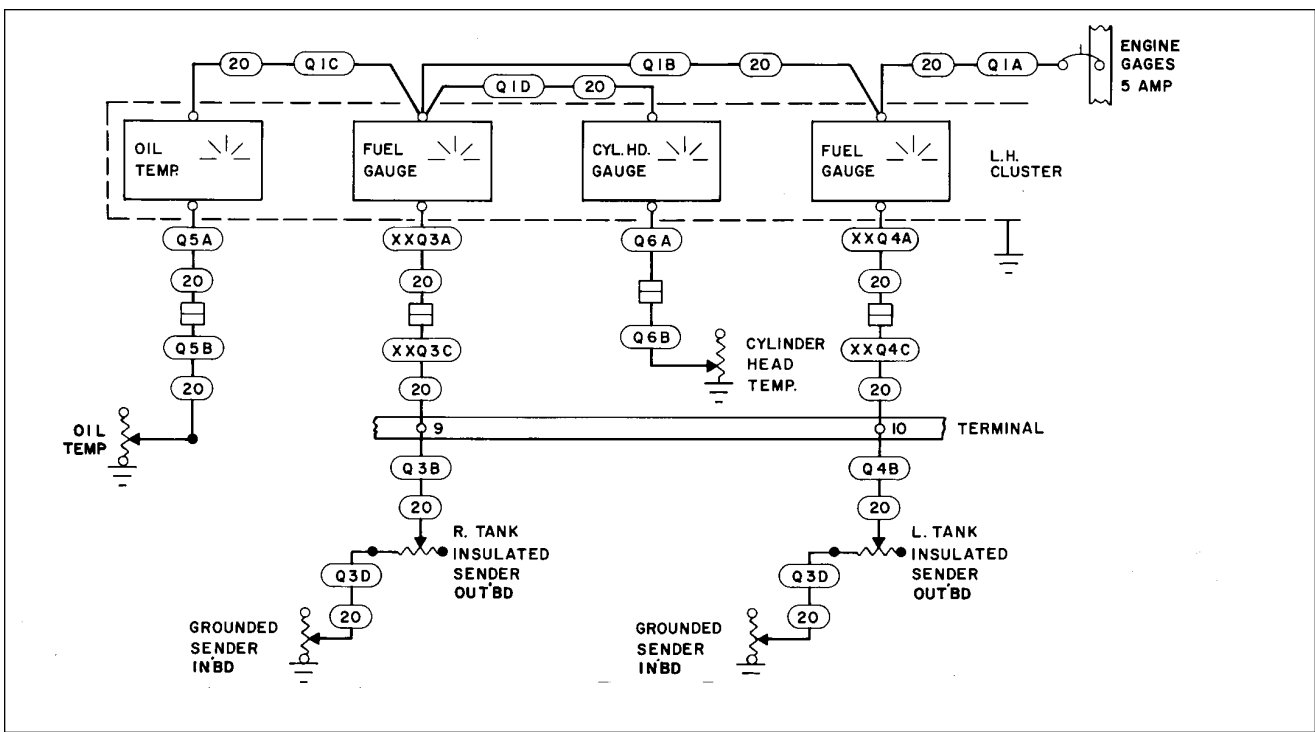 20
Q1C
Q1B
20
20
Q1A
ENGINE
GAGES
5 AMP
Q1D
20
OIL
TEMP.
FUEL
GAUGE
CYL. HD.
GAUGE
FUEL
GAUGE
L.H.
CLUSTER
Q5A
XXQ3A
Q6A
XXQ4A
20
20
20
Q5B
XXQ3C
Q6B
CYLINDER
HEAD
TEMP.
XXQ4C
20
20
20
OIL
TEMP
9
10
TERMINAL
Q3B
Q4B
20
20
R. TANK
INSULATED
SENDER
OUT'BD
L. TANK
INSULATED
SENDER
OUT'BD
Q3D
Q3D
20
20
GROUNDED
SENDER
IN'BD
GROUNDED
SENDER
IN'BD